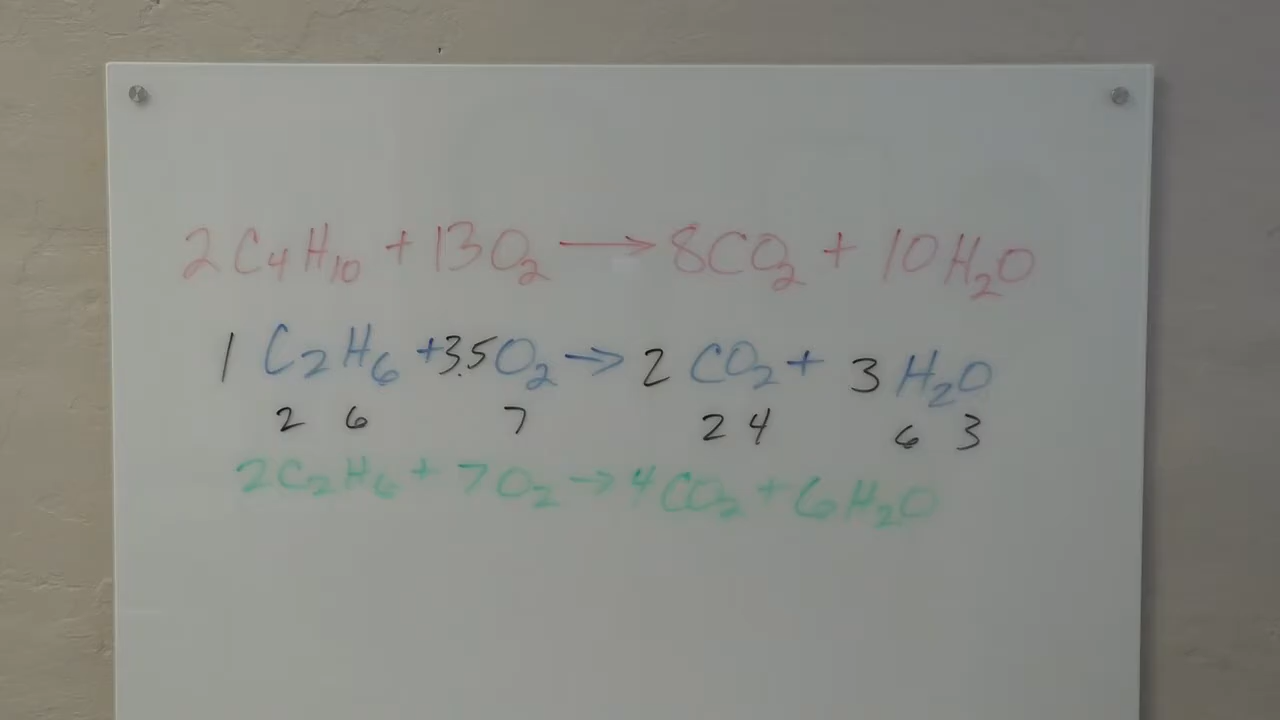 2C₄H₁₀ + 13O₂ → 8CO₂ + 10H₂O
1 C₂H₆ + 3.5O₂ → 2 CO₂ + 3 H₂O
2 6 7 2 4 6 3
2C₂H₆ + 7O₂ → 4CO₂ + 6H₂O